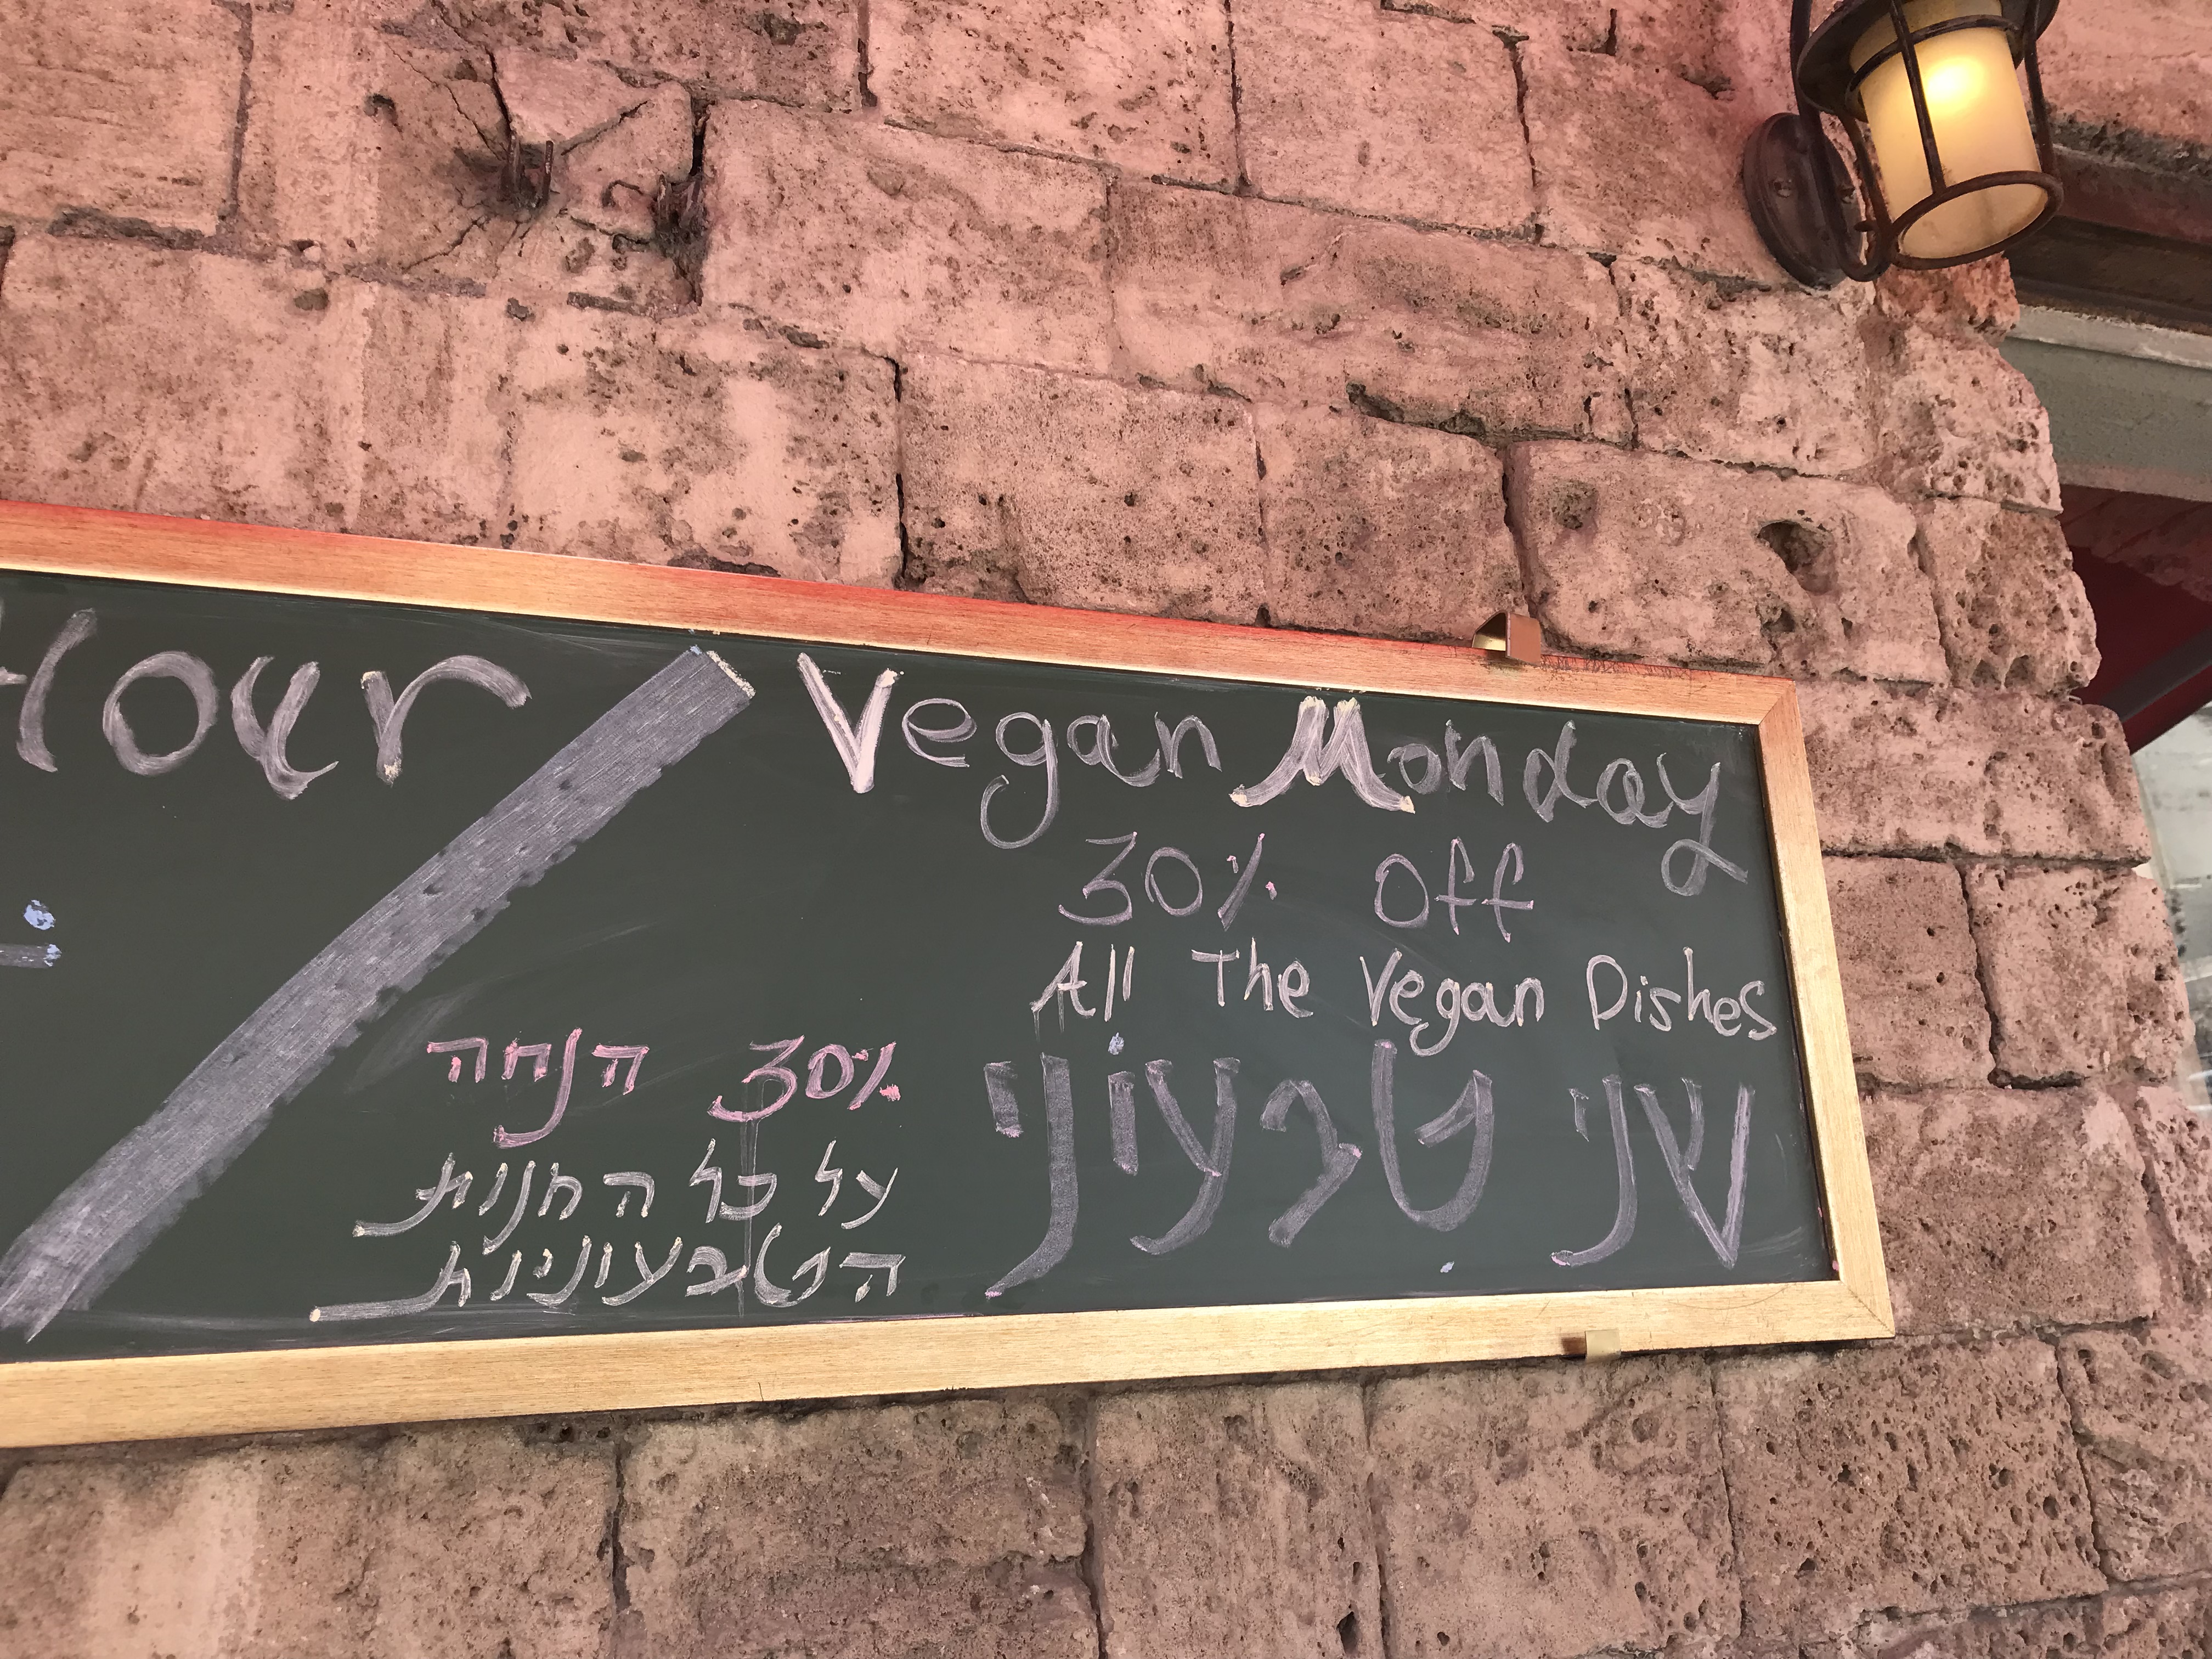 Hour
Vegan Monday
30% Off
All The Vegan Dishes
שני טבעוני
30% הנחה
על כל המנות
הטבעוניות